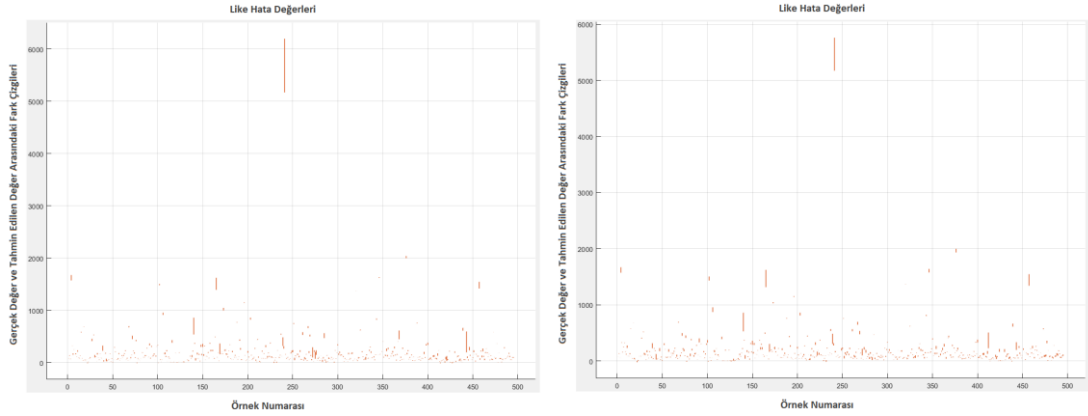 Like Hata Değerleri
Gerçek Değer ve Tahmin Edilen Değer Arasındaki Fark Çizgileri
6000
5000
4000
3000
2000
1000
0
0 50 100 150 200 250 300 350 400 450 500
Örnek Numarası
Like Hata Değerleri
Gerçek Değer ve Tahmin Edilen Değer Arasındaki Fark Çizgileri
6000
5000
4000
3000
2000
1000
0
0 50 100 150 200 250 300 350 400 450 500
Örnek Numarası